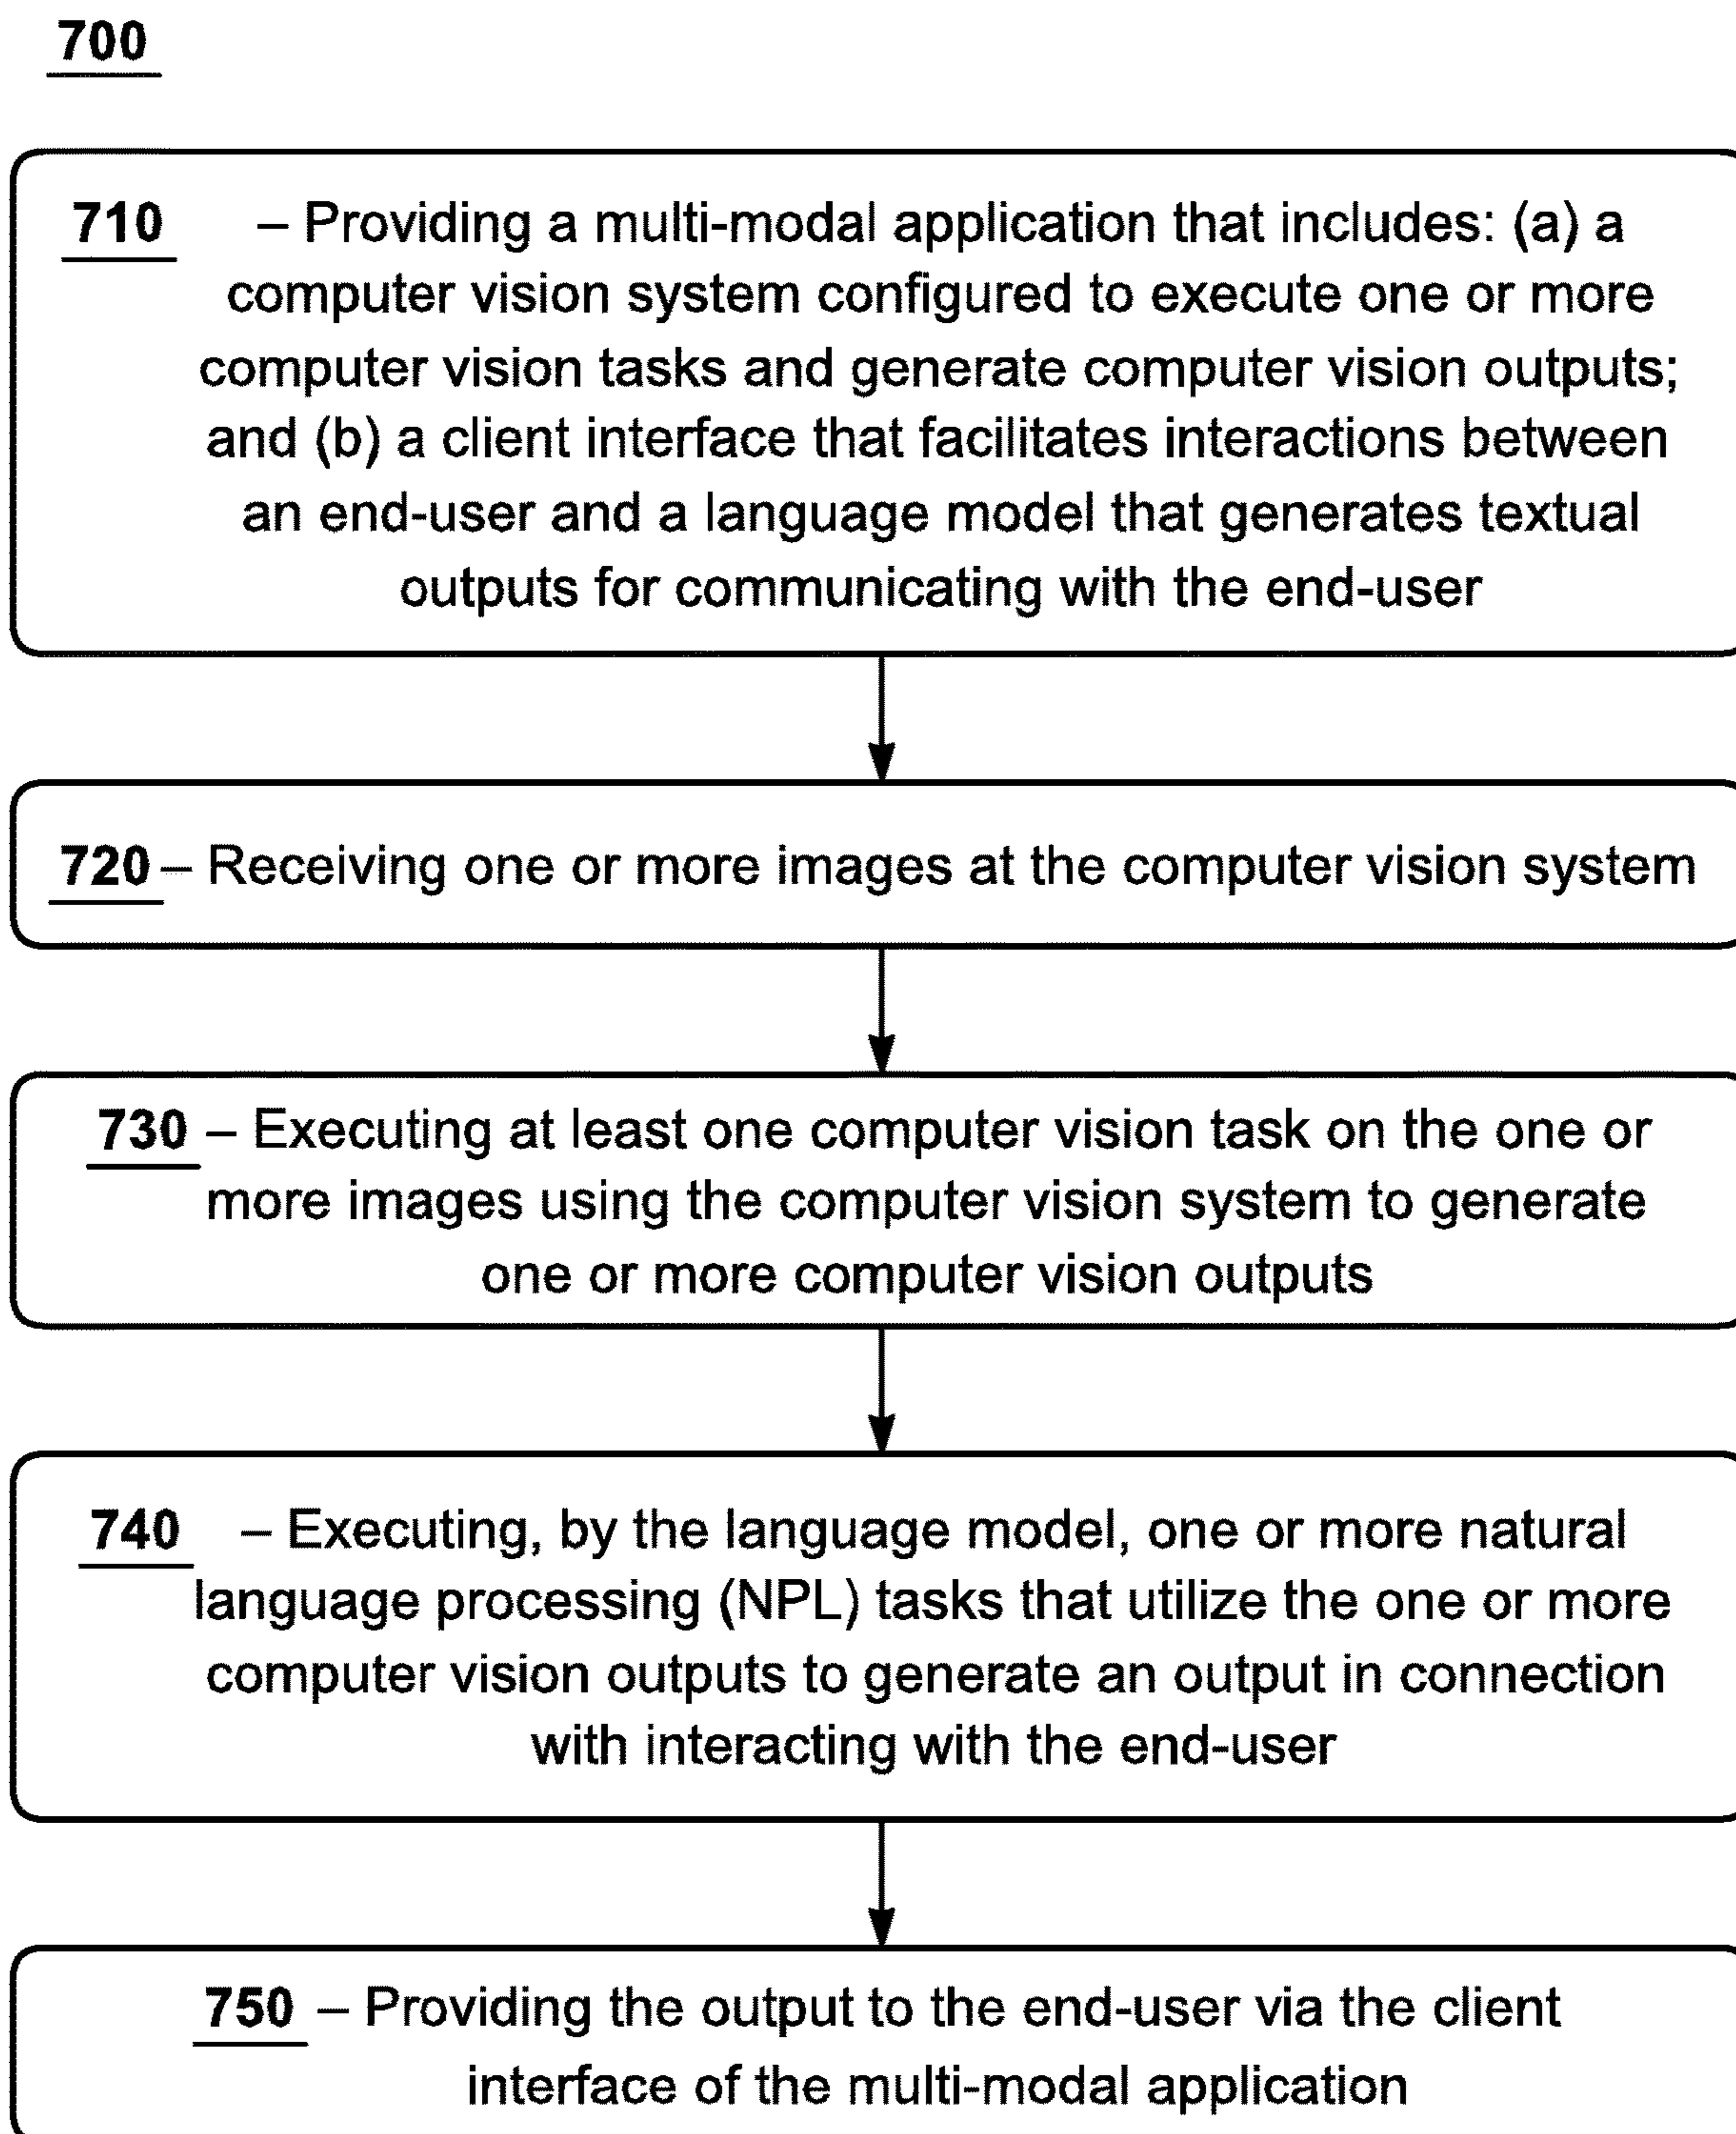 700
710 – Providing a multi-modal application that includes: (a) a
computer vision system configured to execute one or more
computer vision tasks and generate computer vision outputs;
and (b) a client interface that facilitates interactions between
an end-user and a language model that generates textual
outputs for communicating with the end-user
720 – Receiving one or more images at the computer vision system
730 – Executing at least one computer vision task on the one or
more images using the computer vision system to generate
one or more computer vision outputs
740 – Executing, by the language model, one or more natural
language processing (NPL) tasks that utilize the one or more
computer vision outputs to generate an output in connection
with interacting with the end-user
750 – Providing the output to the end-user via the client
interface of the multi-modal application